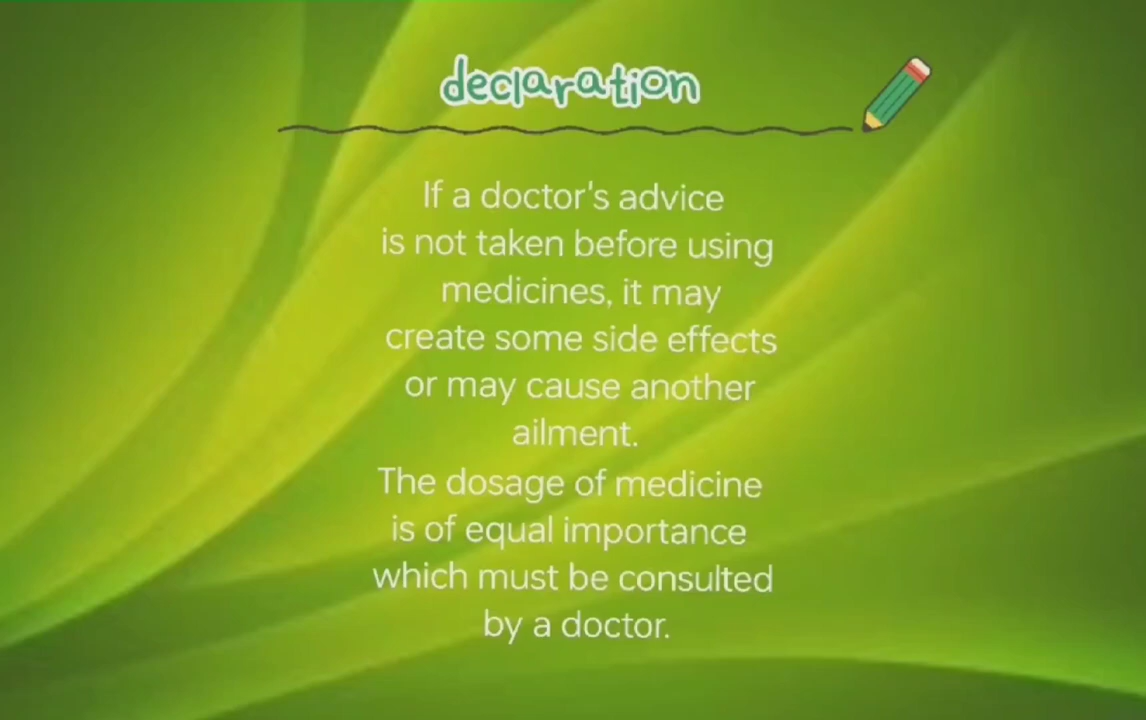 declaration
If a doctor's advice
is not taken before using
medicines, it may
create some side effects
or may cause another
ailment.
The dosage of medicine
is of equal importance
which must be consulted
by a doctor.